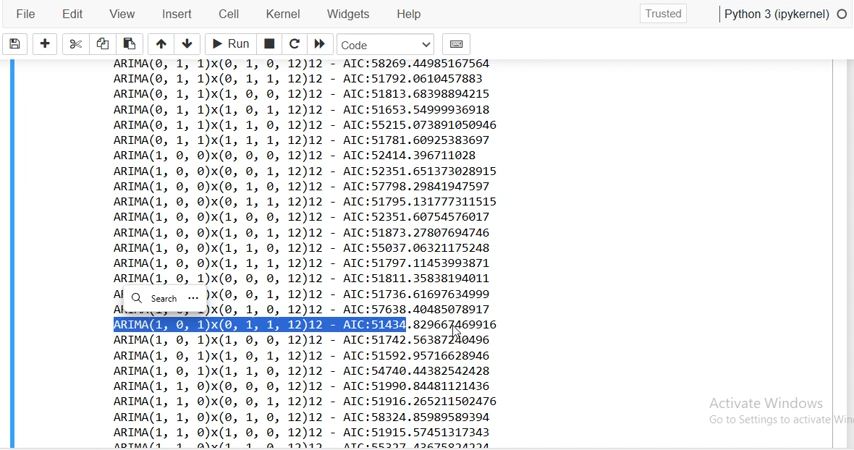 File Edit View Insert Cell Kernel Widgets Help Trusted Python 3 (ipykernel)
Run Code
ARIMA(0, 1, 1)x(0, 1, 0, 12)12 - AIC:58269.44985167564
ARIMA(0, 1, 1)x(0, 1, 1, 12)12 - AIC:51792.0610457883
ARIMA(0, 1, 1)x(1, 0, 0, 12)12 - AIC:51813.68398894215
ARIMA(0, 1, 1)x(1, 0, 1, 12)12 - AIC:51653.54999936918
ARIMA(0, 1, 1)x(1, 1, 0, 12)12 - AIC:55215.073891050946
ARIMA(0, 1, 1)x(1, 1, 1, 12)12 - AIC:51781.60925383697
ARIMA(1, 0, 0)x(0, 0, 0, 12)12 - AIC:52414.396711028
ARIMA(1, 0, 0)x(0, 0, 1, 12)12 - AIC:52351.651373028915
ARIMA(1, 0, 0)x(0, 1, 0, 12)12 - AIC:57798.29841947597
ARIMA(1, 0, 0)x(0, 1, 1, 12)12 - AIC:51795.131777311515
ARIMA(1, 0, 0)x(1, 0, 0, 12)12 - AIC:52351.60754576017
ARIMA(1, 0, 0)x(1, 0, 1, 12)12 - AIC:51873.27807694746
ARIMA(1, 0, 0)x(1, 1, 0, 12)12 - AIC:55037.06321175248
ARIMA(1, 0, 0)x(1, 1, 1, 12)12 - AIC:51797.11453993871
ARIMA(1, 0, 1)x(0, 0, 0, 12)12 - AIC:51811.35838194011
Search ... )x(0, 0, 1, 12)12 - AIC:51736.61697634999
)x(0, 1, 0, 12)12 - AIC:57638.40485078917
ARIMA(1, 0, 1)x(0, 1, 1, 12)12 - AIC:51434.829667469916
ARIMA(1, 0, 1)x(1, 0, 0, 12)12 - AIC:51742.56387240496
ARIMA(1, 0, 1)x(1, 0, 1, 12)12 - AIC:51592.95716628946
ARIMA(1, 0, 1)x(1, 1, 0, 12)12 - AIC:54740.44382542428
ARIMA(1, 1, 0)x(0, 0, 0, 12)12 - AIC:51990.84481121436
ARIMA(1, 1, 0)x(0, 0, 1, 12)12 - AIC:51916.265211502476
ARIMA(1, 1, 0)x(0, 1, 0, 12)12 - AIC:58324.85989589394
ARIMA(1, 1, 0)x(1, 0, 0, 12)12 - AIC:51915.57451317343
Activate Windows
Go to Settings to activate Win